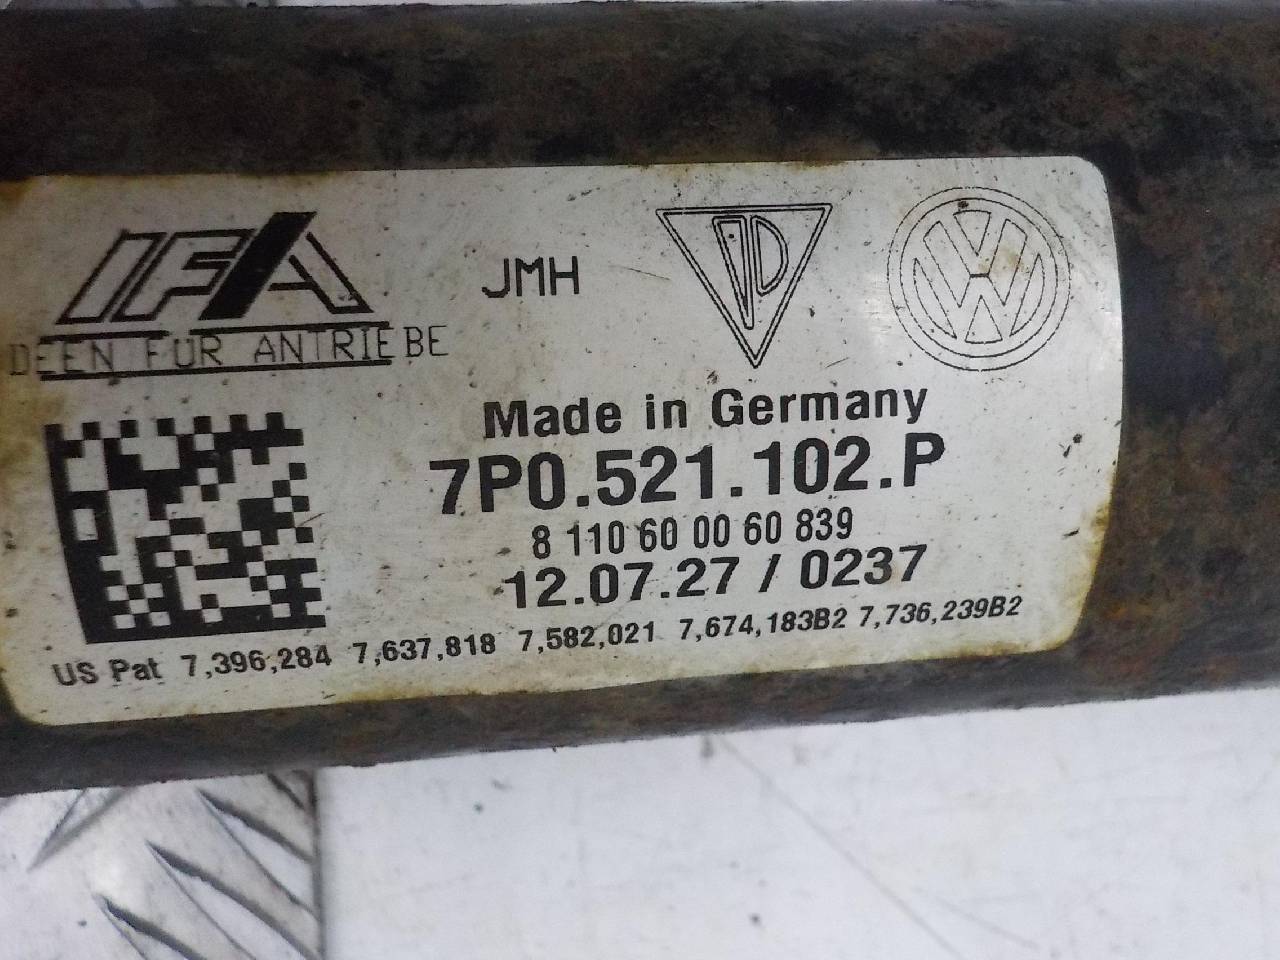 IFA
DEEN FÜR ANTRIEBE
JMH
Made in Germany
7P0.521.102.P
8 110 60 00 60 839
12.07.27 / 0237
US Pat 7,396,284 7,637,818 7,582,021 7,674,183B2 7,736,239B2